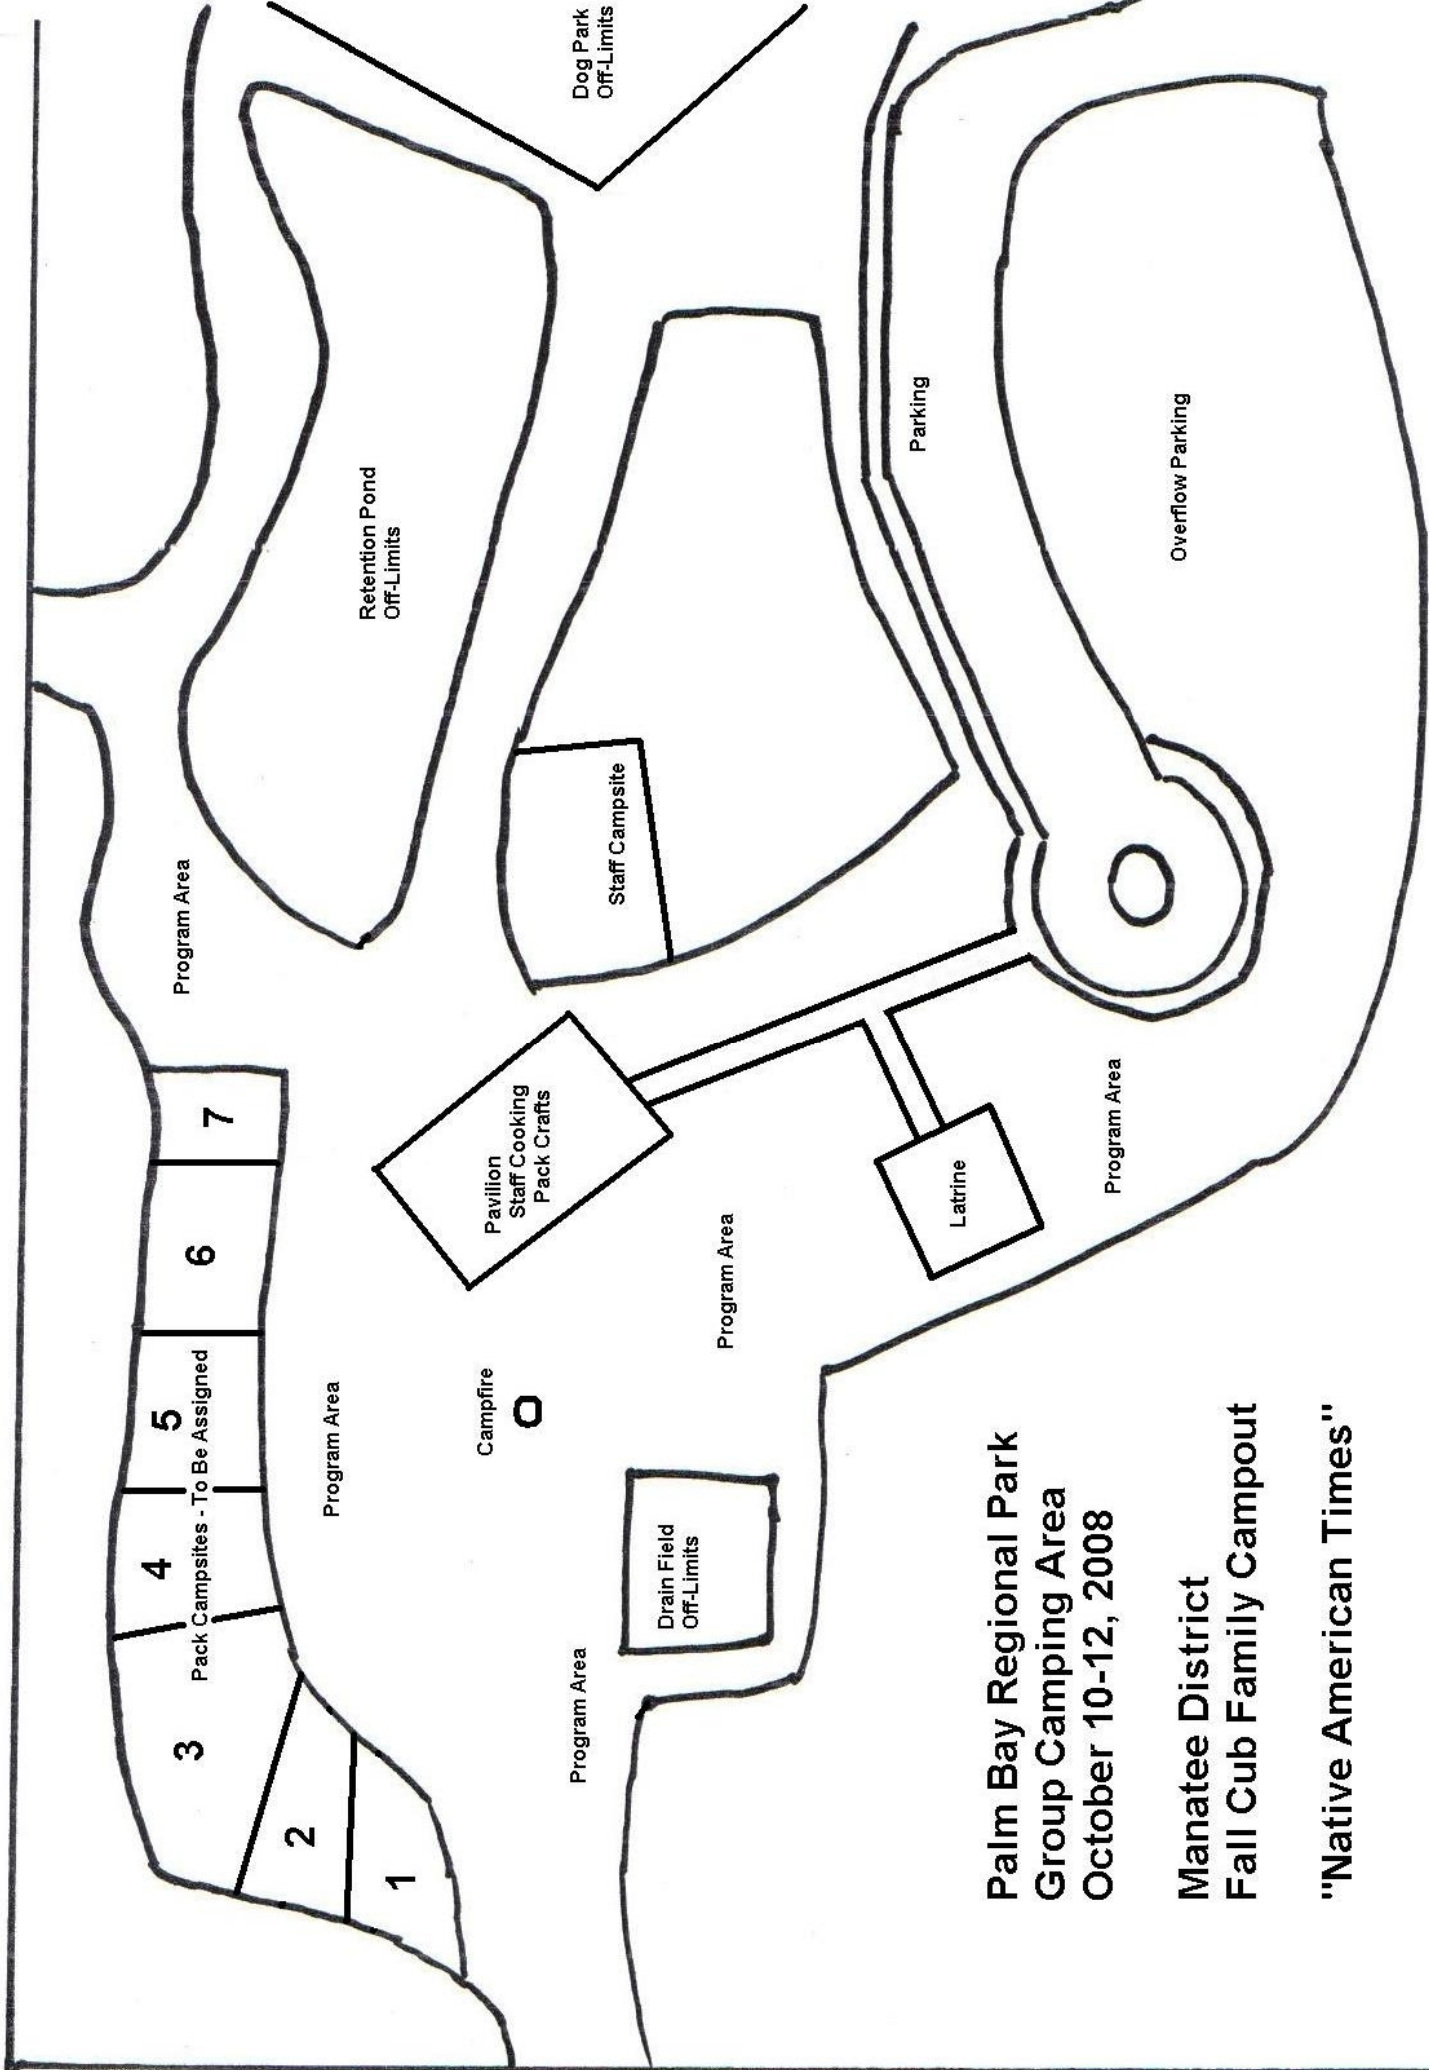 1
2
3
4
5
6
7
Pack Campsites - To Be Assigned
Program Area
Program Area
Retention Pond
Off-Limits
Dog Park
Off-Limits
Campfire
Pavilion
Staff Cooking
Pack Crafts
Staff Campsite
Program Area
Drain Field
Off-Limits
Program Area
Latrine
Parking
Program Area
Overflow Parking
Palm Bay Regional Park
Group Camping Area
October 10-12, 2008
Manatee District
Fall Cub Family Campout
"Native American Times"